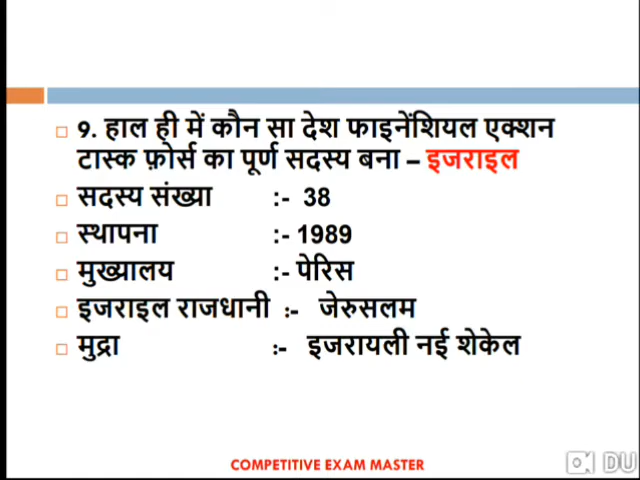 9. हाल ही में कौन सा देश फाइनेंशियल एक्शन
टास्क फ़ोर्स का पूर्ण सदस्य बना – इजराइल
सदस्य संख्या :- 38
स्थापना :- 1989
मुख्यालय :- पेरिस
इजराइल राजधानी :- जेरुसलम
मुद्रा :- इजरायली नई शेकेल
COMPETITIVE EXAM MASTER
DU